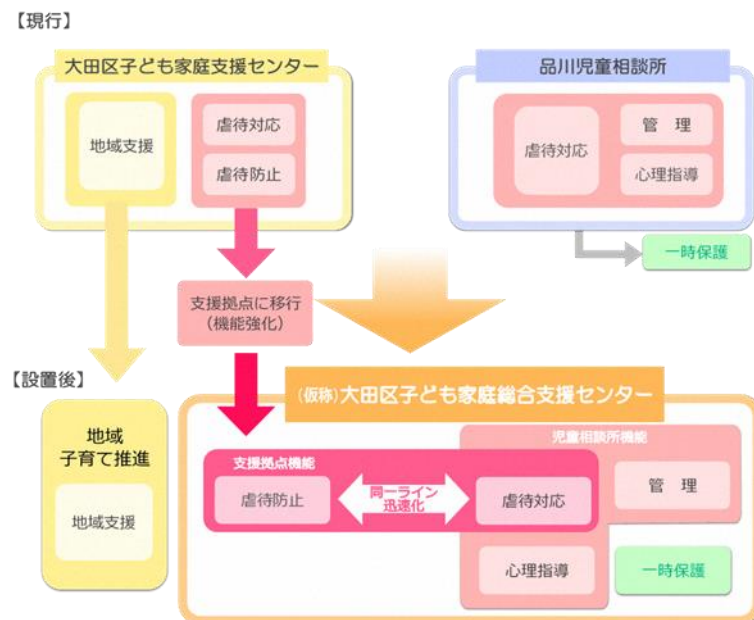 【現行】
大田区子ども家庭支援センター
地域支援
虐待対応
虐待防止
品川児童相談所
虐待対応
管　理
心理指導
一時保護
支援拠点に移行
（機能強化）
【設置後】
(仮称)大田区子ども家庭総合支援センター
地域
子育て推進
地域支援
児童相談所機能
支援拠点機能
虐待防止
同一ライン
迅速化
虐待対応
管　理
心理指導
一時保護